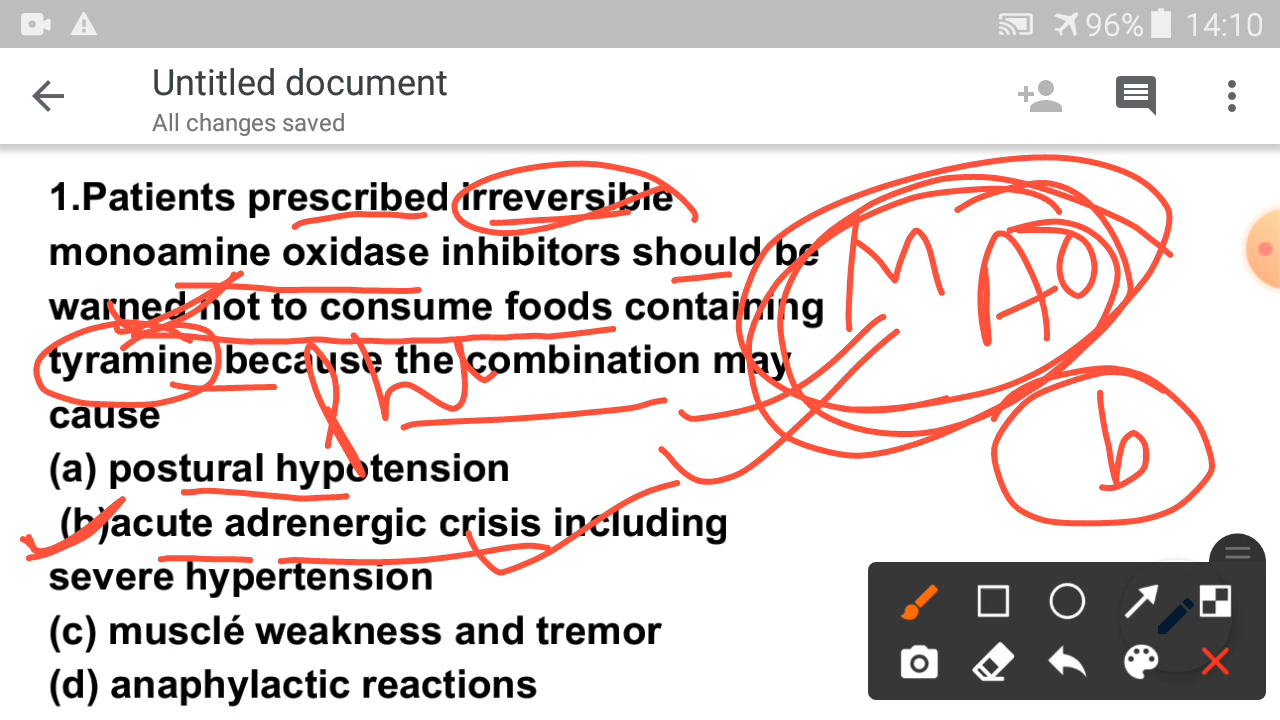 96% 14:10
Untitled document
All changes saved
1.Patients prescribed irreversible
monoamine oxidase inhibitors should be
warned not to consume foods containing
tyramine because the combination may
cause
(a) postural hypotension
(b)acute adrenergic crisis including
severe hypertension
(c) musclé weakness and tremor
(d) anaphylactic reactions
MAO
b